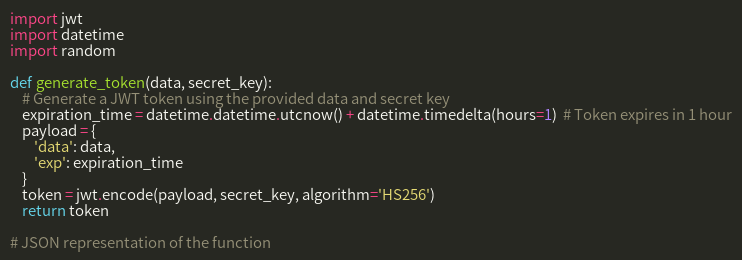 import jwt
import datetime
import random

def generate_token(data, secret_key):
    # Generate a JWT token using the provided data and secret key
    expiration_time = datetime.datetime.utcnow() + datetime.timedelta(hours=1)  # Token expires in 1 hour
    payload = {
        'data': data,
        'exp': expiration_time
    }
    token = jwt.encode(payload, secret_key, algorithm='HS256')
    return token

# JSON representation of the function